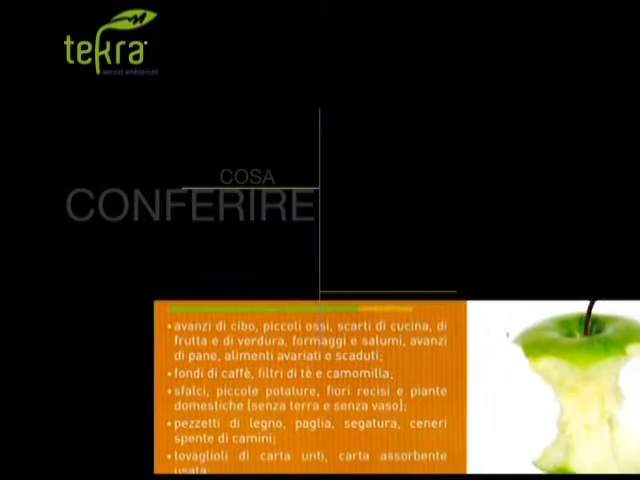 tekra
servizi ambientali
COSA
CONFERIRE
•avanzi di cibo, piccoli ossi, scarti di cucina, di
frutta e di verdura, formaggi e salumi, avanzi
di pane, alimenti avariati e scaduti;
•fondi di caffè, filtri di tè e camomilla;
•sfalci, piccole potature, fiori recisi e piante
domestiche [senza terra e senza vaso];
•pezzetti di legno, paglia, segatura, ceneri
spente di camini;
•tovaglioli di carta unti, carta assorbente
usata.